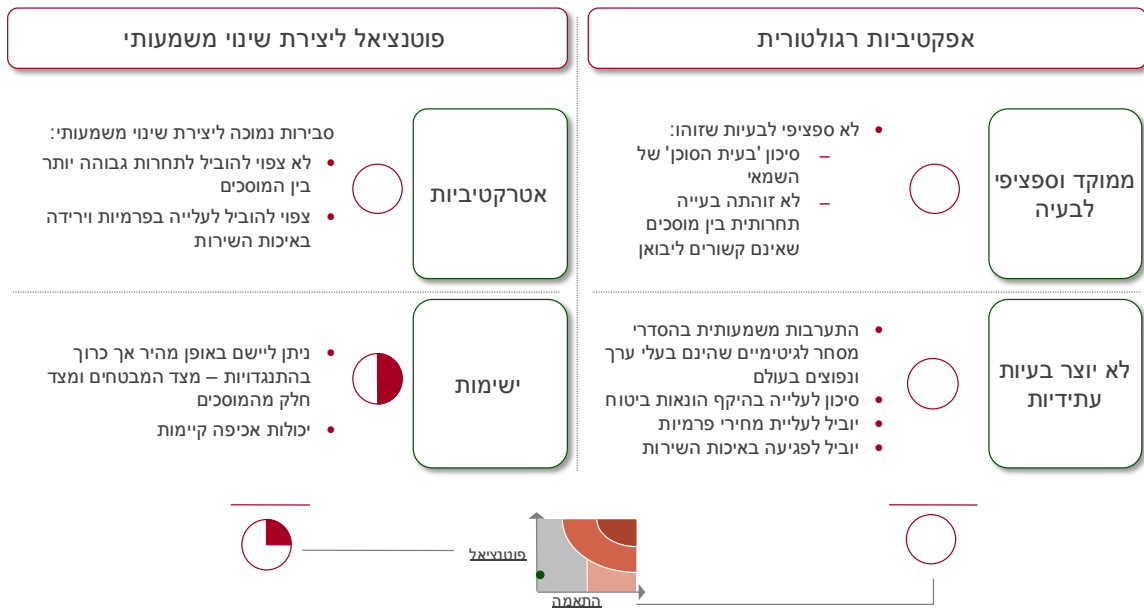 אפקטיביות רגולטורית
פוטנציאל ליצירת שינוי משמעותי
ממוקד וספציפי
לבעיה
• לא ספציפי לבעיות שזוהו:
– סיכון 'בעית הסוכן' של
השמאי
– לא זוהתה בעייה
תחרותית בין מוסכים
שאינם קשורים ליבואן
אטרקטיביות
סבירות נמוכה ליצירת שינוי משמעותי:
• לא צפוי להוביל לתחרות גבוהה יותר
בין המוסכים
• צפוי להוביל לעלייה בפרמיות וירידה
באיכות השירות
לא יוצר בעיות
עתידיות
• התערבות משמעותית בהסדרי
מסחר לגיטימיים שהינם בעלי ערך
ונפוצים בעולם
• סיכון לעלייה בהיקף הונאות ביטוח
• יוביל לעליית מחירי פרמיות
• יוביל לפגיעה באיכות השירות
ישימות
• ניתן ליישם באופן מהיר אך כרוך
בהתנגדויות – מצד המבטחים ומצד
חלק מהמוסכים
• יכולות אכיפה קיימות
פוטנציאל
התאמה